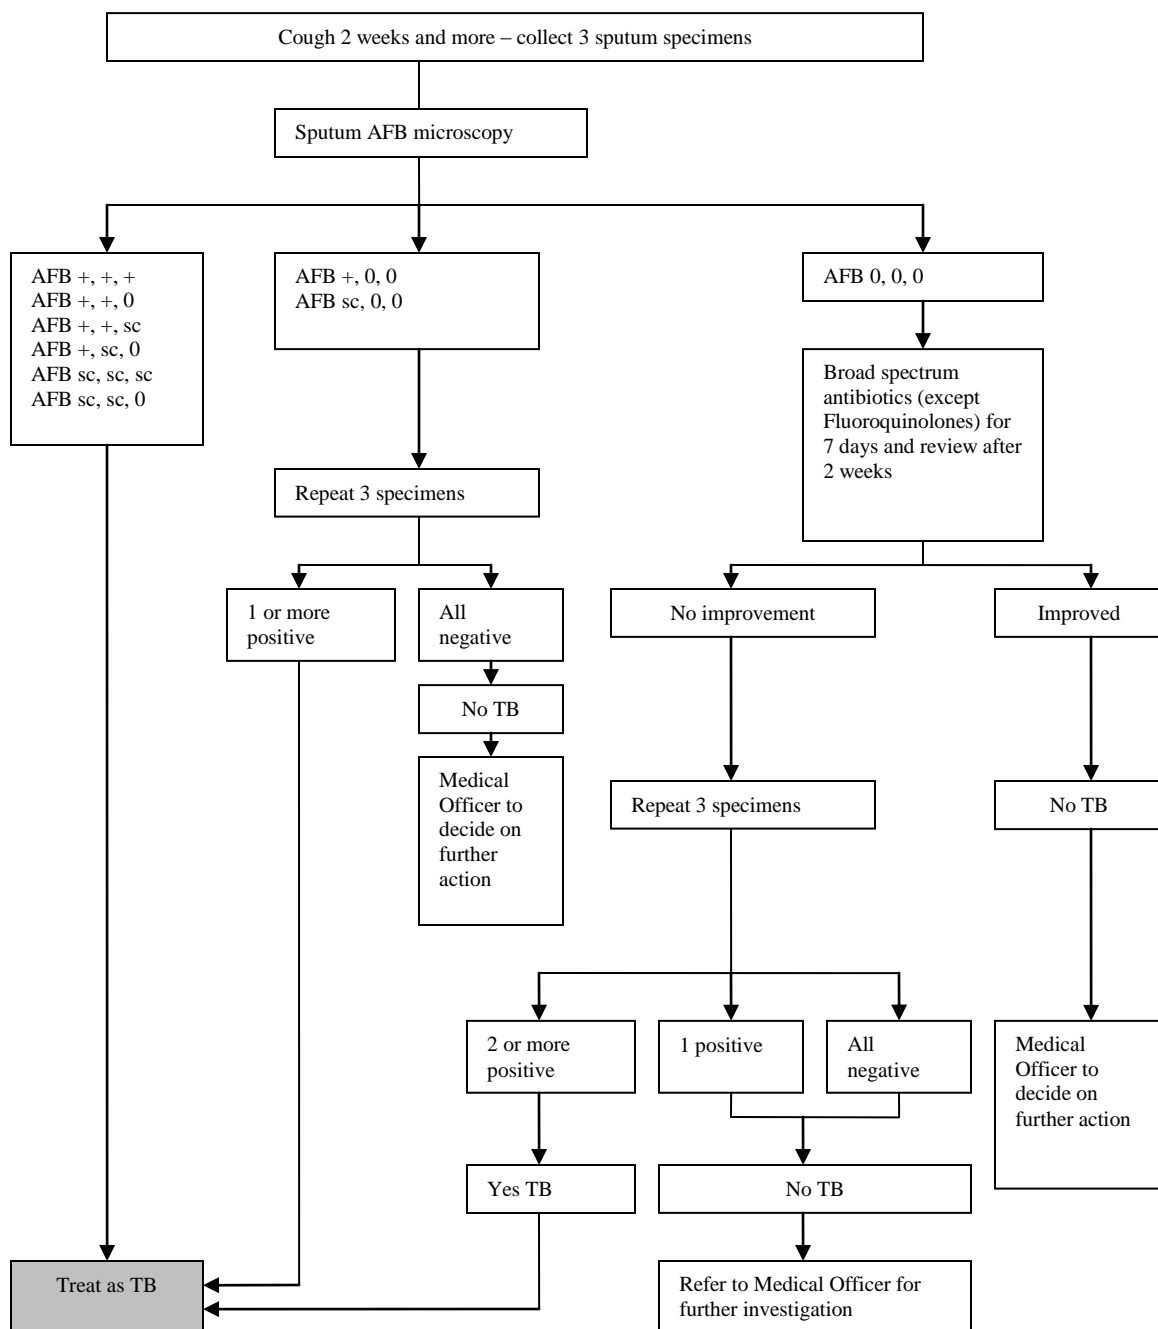 Cough 2 weeks and more – collect 3 sputum specimens
Sputum AFB microscopy
AFB +, +, +
AFB +, +, 0
AFB +, +, sc
AFB +, sc, 0
AFB sc, sc, sc
AFB sc, sc, 0
AFB +, 0, 0
AFB sc, 0, 0
AFB 0, 0, 0
Broad spectrum
antibiotics (except
Fluoroquinolones) for
7 days and review after
2 weeks
Repeat 3 specimens
1 or more
positive
All
negative
No improvement
Improved
No TB
Medical
Officer to
decide on
further
action
Repeat 3 specimens
No TB
2 or more
positive
1 positive
All
negative
Medical
Officer to
decide on
further action
Yes TB
No TB
Treat as TB
Refer to Medical Officer for
further investigation